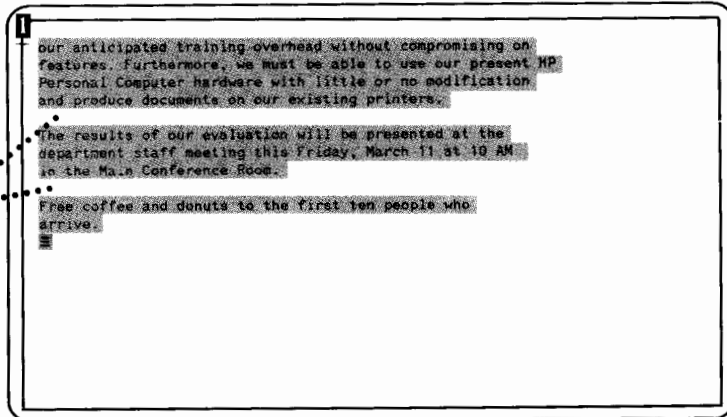 1
our anticipated training overhead without compromising on
features. Furthermore, we must be able to use our present HP
Personal Computer hardware with little or no modification
and produce documents on our existing printers.
The results of our evaluation will be presented at the
department staff meeting this Friday, March 11 at 10 AM
in the Main Conference Room.
Free coffee and donuts to the first ten people who
arrive.